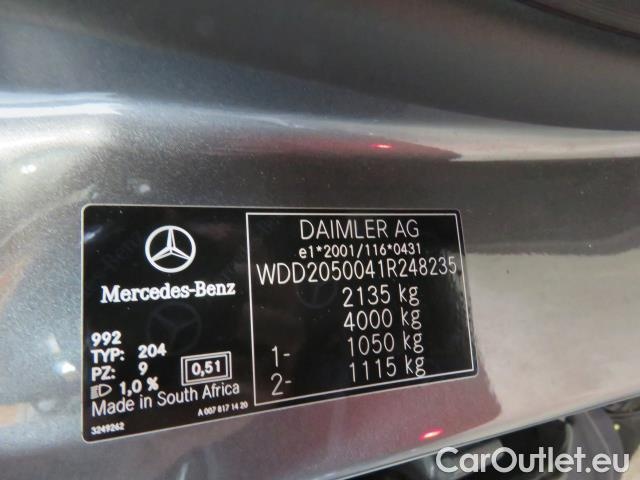 Mercedes-Benz
992
TYP: 204
PZ: 9
0,51
1,0 %
Made in South Africa
A 007 817 14 20
3249262
DAIMLER AG
e1*2001/116*0431
WDD2050041R248235
2135 kg
4000 kg
1- 1050 kg
2- 1115 kg
CarOutlet.eu